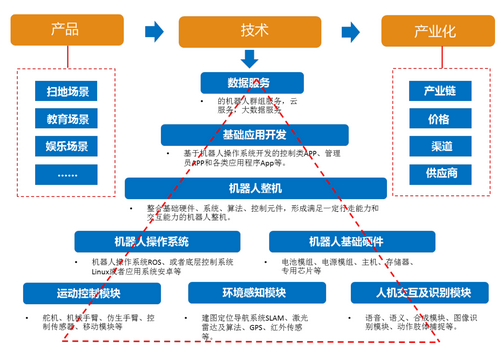 产品
技术
产业化
扫地场景
教育场景
娱乐场景
......
产业链
价格
渠道
供应商
数据服务
• 的机器人群组服务，云
服务，大数据服务
基础应用开发
• 基于机器人操作系统开发的控制类APP、管理
员APP和各类应用程序App等。
机器人整机
• 整合基础硬件、系统、算法、控制元件，形成满足一定行走能力和
交互能力的机器人整机。
机器人操作系统
• 机器人操作系统ROS、或者底层控制系统
Linux或者应用系统安卓等
机器人基础硬件
• 电池模组、电源模组、主机、存储器、
专用芯片等
运动控制模块
• 舵机、机械手臂、仿生手臂、控
制传感器、移动模块等
环境感知模块
• 建图定位导航系统SLAM、激光
雷达及算法、GPS、红外传感
等。
人机交互及识别模块
• 语音、语义、合成模块、图像识
别模块、动作肢体捕捉等。